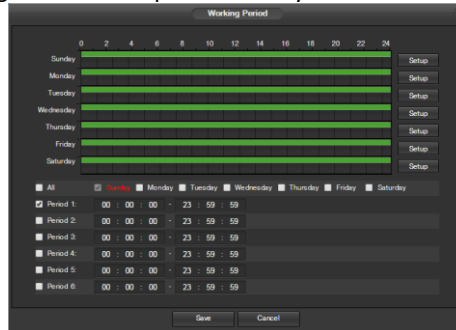 Working Period
0 2 4 6 8 10 12 14 16 18 20 22 24
Sunday Setup
Monday Setup
Tuesday Setup
Wednesday Setup
Thursday Setup
Friday Setup
Saturday Setup
All Sunday Monday Tuesday Wednesday Thursday Friday Saturday
Period 1: 00 : 00 : 00 - 23 : 59 : 59
Period 2: 00 : 00 : 00 - 23 : 59 : 59
Period 3: 00 : 00 : 00 - 23 : 59 : 59
Period 4: 00 : 00 : 00 - 23 : 59 : 59
Period 5: 00 : 00 : 00 - 23 : 59 : 59
Period 6: 00 : 00 : 00 - 23 : 59 : 59
Save Cancel